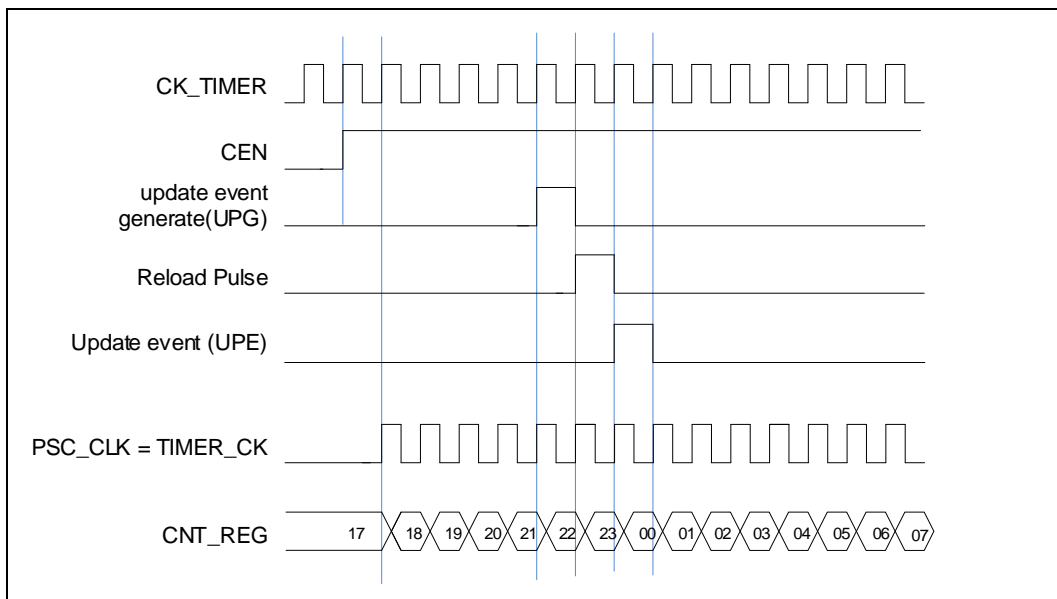 CK_TIMER
CEN
update event
generate(UPG)
Reload Pulse
Update event (UPE)
PSC_CLK = TIMER_CK
CNT_REG 17 18 19 20 21 22 23 00 01 02 03 04 05 06 07